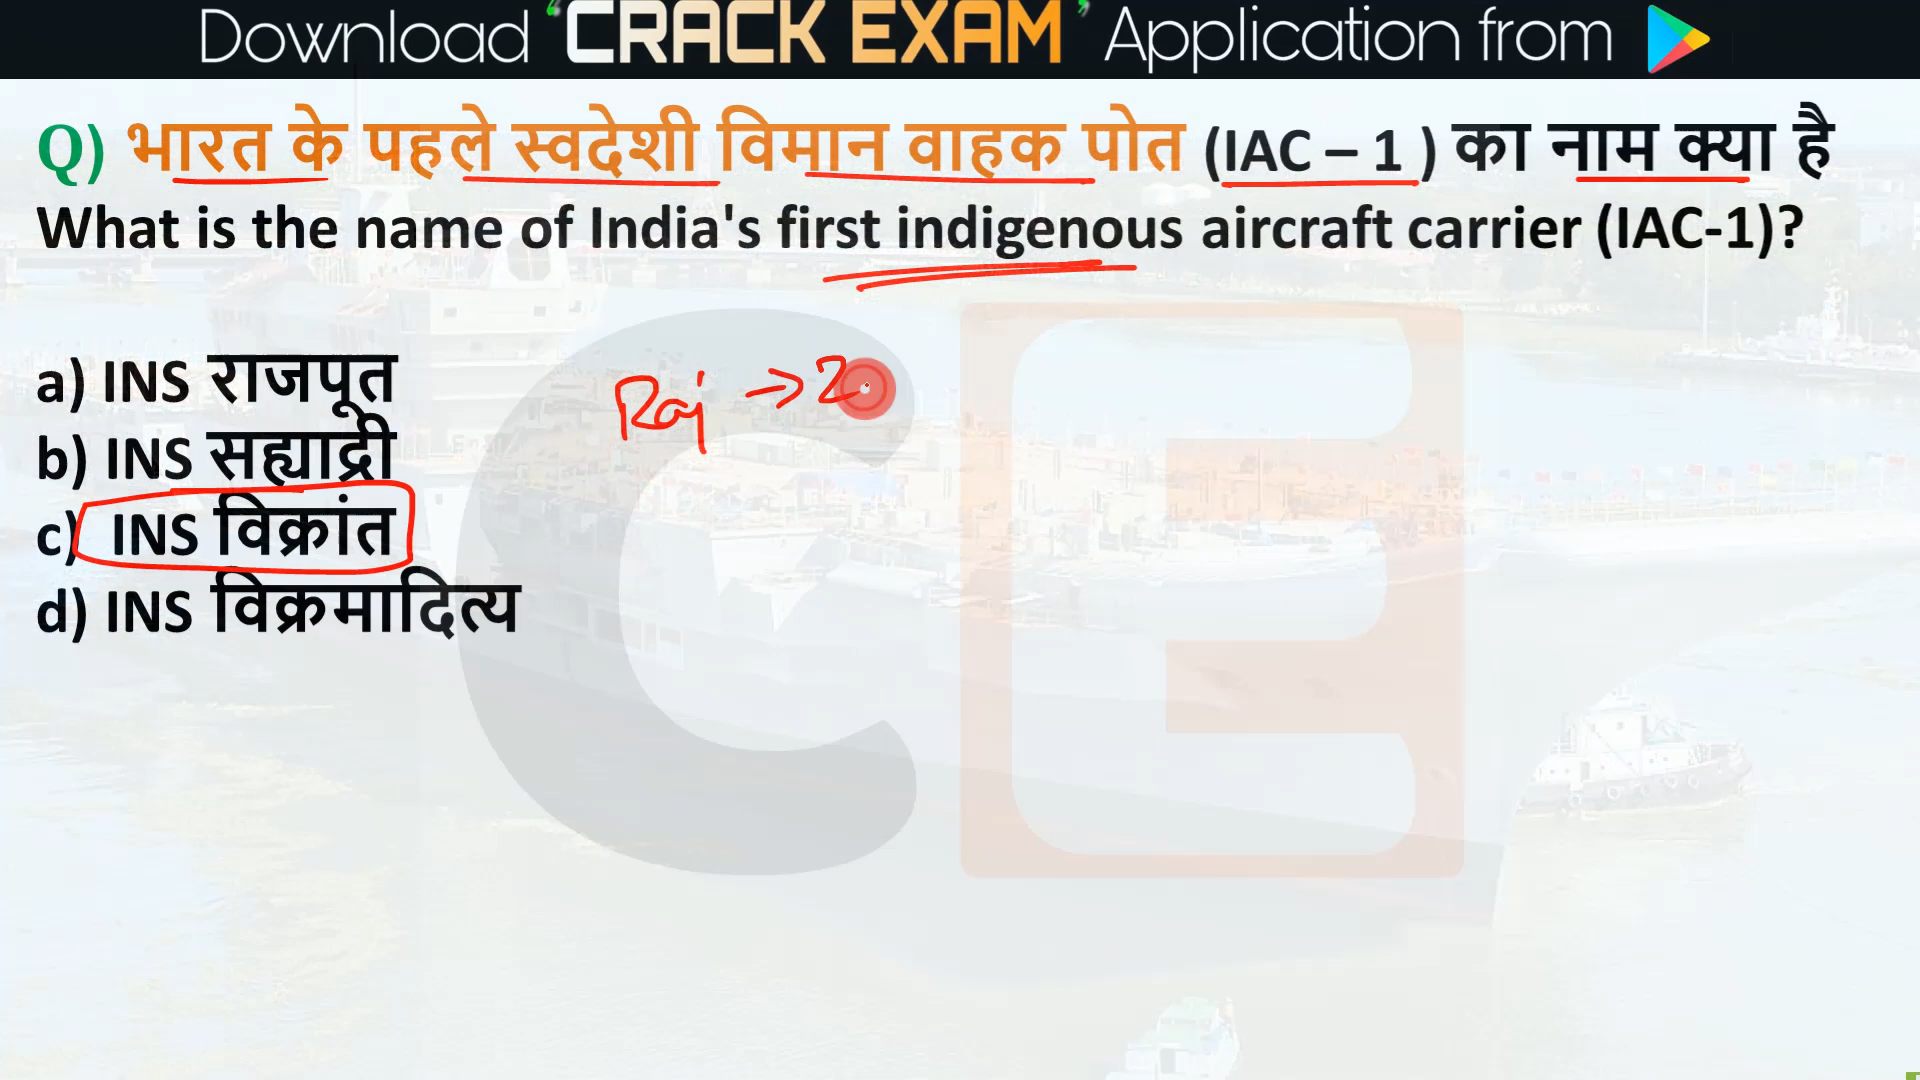 Download ‘CRACK EXAM’ Application from
Q) भारत के पहले स्वदेशी विमान वाहक पोत (IAC – 1 ) का नाम क्या है
What is the name of India's first indigenous aircraft carrier (IAC-1)?
a) INS राजपूत
Raj → 2
b) INS सह्याद्री
c) INS विक्रांत
d) INS विक्रमादित्य
CE